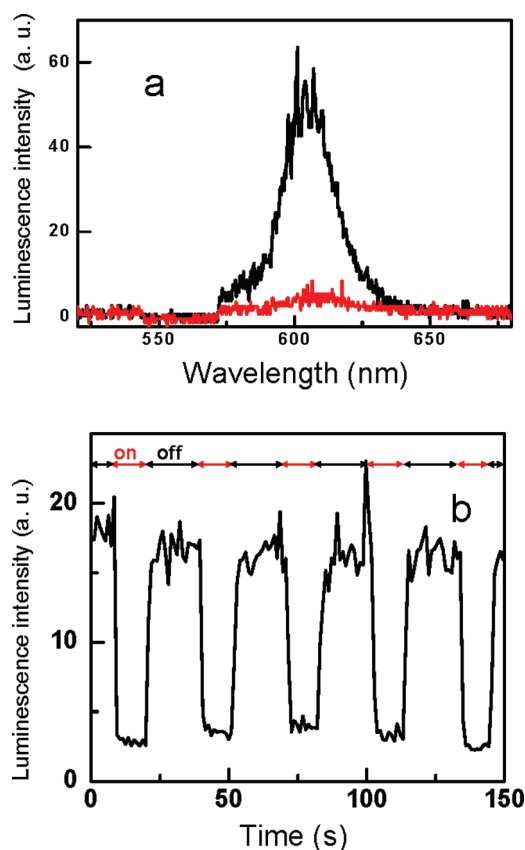 Luminescence intensity (a. u.)
60
40
20
0
a
550
600
650
Wavelength (nm)
Luminescence intensity (a. u.)
20
10
0
on
off
b
0
50
100
150
Time (s)